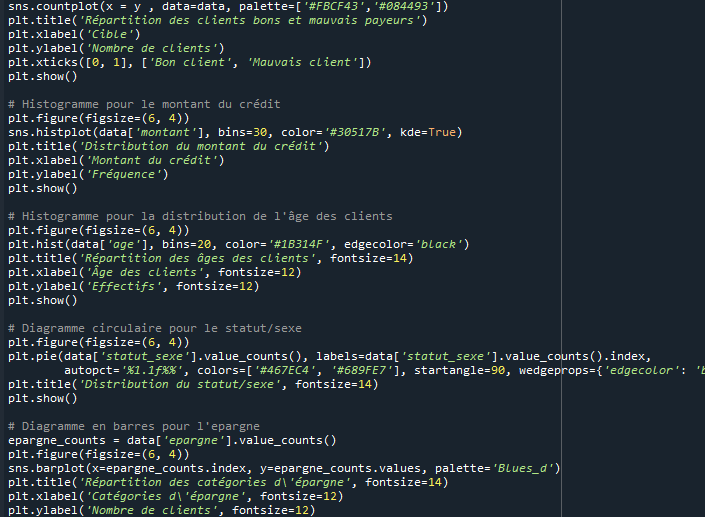 sns.countplot(x = y , data=data, palette=['#FBCF43','#084493'])
plt.title('Répartition des clients bons et mauvais payeurs')
plt.xlabel('Cible')
plt.ylabel('Nombre de clients')
plt.xticks([0, 1], ['Bon client', 'Mauvais client'])
plt.show()

# Histogramme pour le montant du crédit
plt.figure(figsize=(6, 4))
sns.histplot(data['montant'], bins=30, color='#30517B', kde=True)
plt.title('Distribution du montant du crédit')
plt.xlabel('Montant du crédit')
plt.ylabel('Fréquence')
plt.show()

# Histogramme pour la distribution de l'âge des clients
plt.figure(figsize=(6, 4))
plt.hist(data['age'], bins=20, color='#1B314F', edgecolor='black')
plt.title('Répartition des âges des clients', fontsize=14)
plt.xlabel('Âge des clients', fontsize=12)
plt.ylabel('Effectifs', fontsize=12)
plt.show()

# Diagramme circulaire pour le statut/sexe
plt.figure(figsize=(6, 4))
plt.pie(data['statut_sexe'].value_counts(), labels=data['statut_sexe'].value_counts().index,
        autopct='%1.1f%%', colors=['#467EC4', '#689FE7'], startangle=90, wedgeprops={'edgecolor': '
plt.title('Distribution du statut/sexe', fontsize=14)
plt.show()

# Diagramme en barres pour l'epargne
epargne_counts = data['epargne'].value_counts()
plt.figure(figsize=(6, 4))
sns.barplot(x=epargne_counts.index, y=epargne_counts.values, palette='Blues_d')
plt.title('Répartition des catégories d\'épargne', fontsize=14)
plt.xlabel('Catégories d\'épargne', fontsize=12)
plt.ylabel('Nombre de clients', fontsize=12)